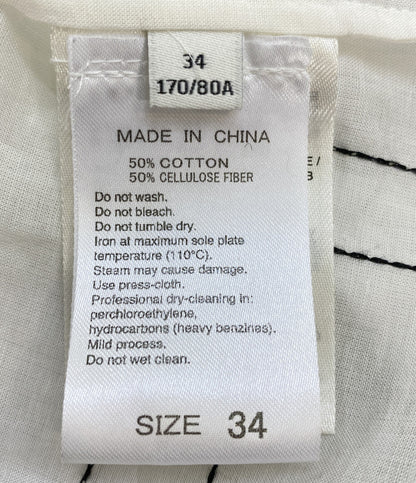 34
170/80A
MADE IN CHINA
50% COTTON
50% CELLULOSE FIBER
Do not wash.
Do not bleach.
Do not tumble dry.
Iron at maximum sole plate
temperature (110°C).
Steam may cause damage.
Use press-cloth.
Professional dry-cleaning in:
perchloroethylene,
hydrocarbons (heavy benzines).
Mild process.
Do not wet clean.
SIZE 34